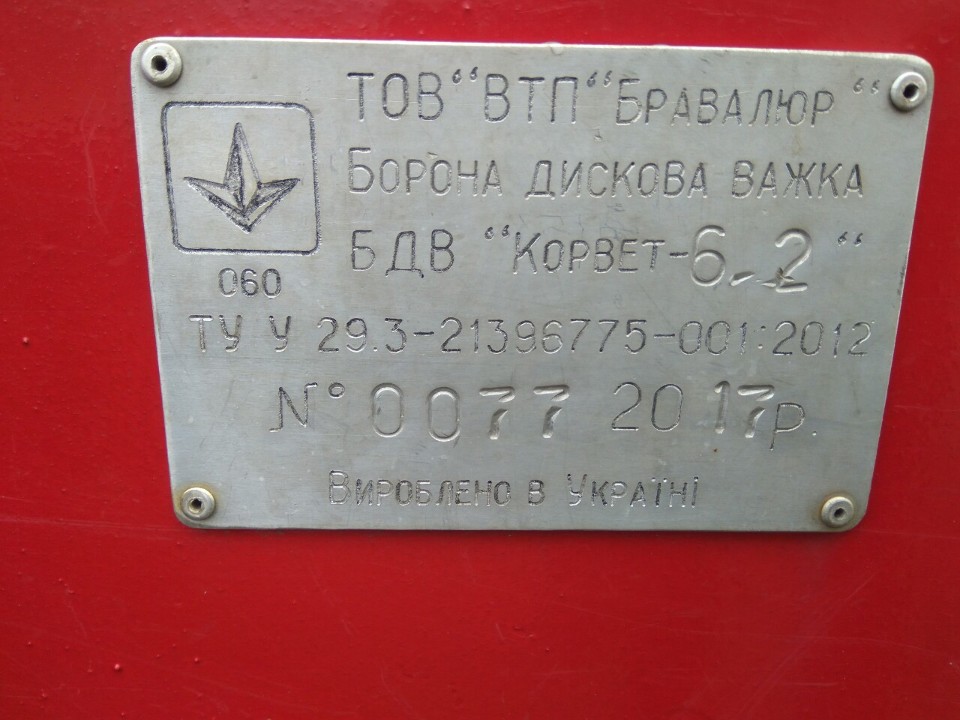 ТОВ "ВТП "БРАВАЛЮР "
БОРОНА ДИСКОВА ВАЖКА
БДВ "КОРВЕТ-6.2 "
060
ТУ У 29.3-21396775-001:2012
N° 0077 2017р.
ВИРОБЛЕНО В УКРАЇНІ